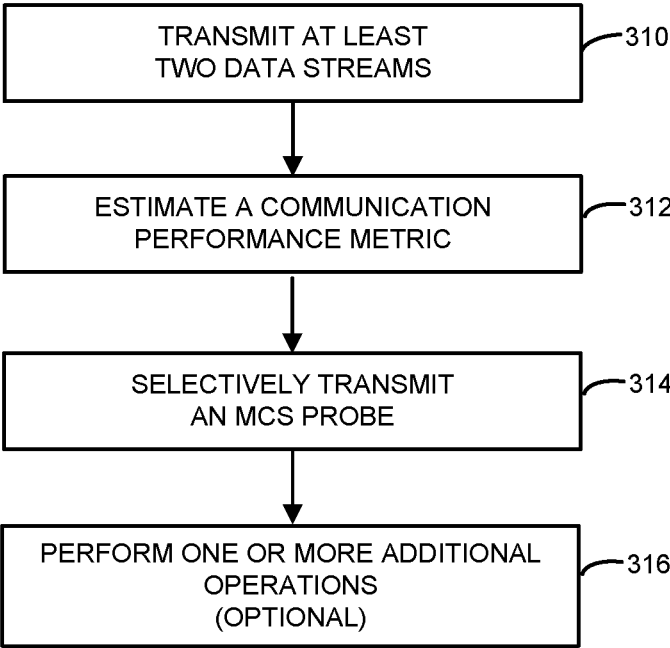 TRANSMIT AT LEAST
TWO DATA STREAMS
310
ESTIMATE A COMMUNICATION
PERFORMANCE METRIC
312
SELECTIVELY TRANSMIT
AN MCS PROBE
314
PERFORM ONE OR MORE ADDITIONAL
OPERATIONS
(OPTIONAL)
316